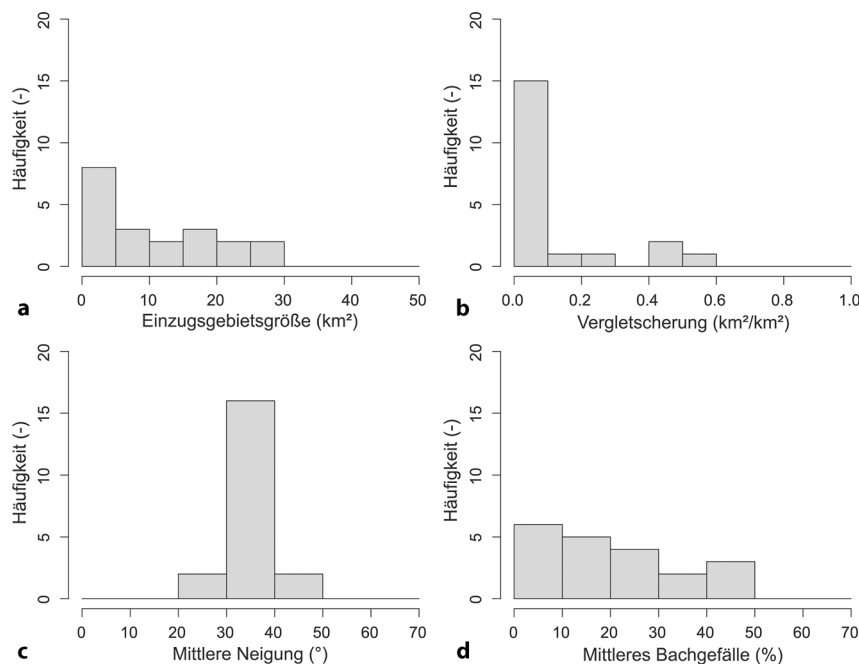 20
15
10
5
0
Häufigkeit (-)
0 10 20 30 40 50
a Einzugsgebietsgröße (km²)
20
15
10
5
0
Häufigkeit (-)
0.0 0.2 0.4 0.6 0.8 1.0
b Vergletscherung (km²/km²)
20
15
10
5
0
Häufigkeit (-)
0 10 20 30 40 50 60 70
c Mittlere Neigung (°)
20
15
10
5
0
Häufigkeit (-)
0 10 20 30 40 50 60 70
d Mittleres Bachgefälle (%)